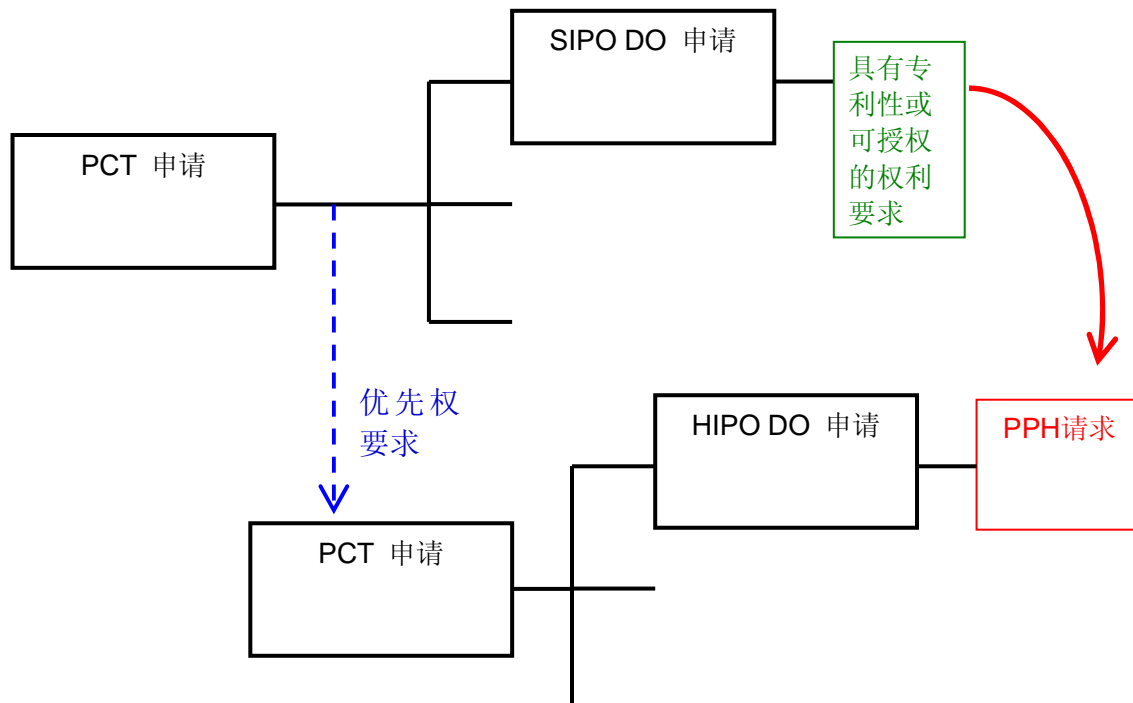 SIPO DO 申请
具有专
利性或
可授权
的权利
要求
PCT 申请
优先权
要求
HIPO DO 申请
PPH请求
PCT 申请